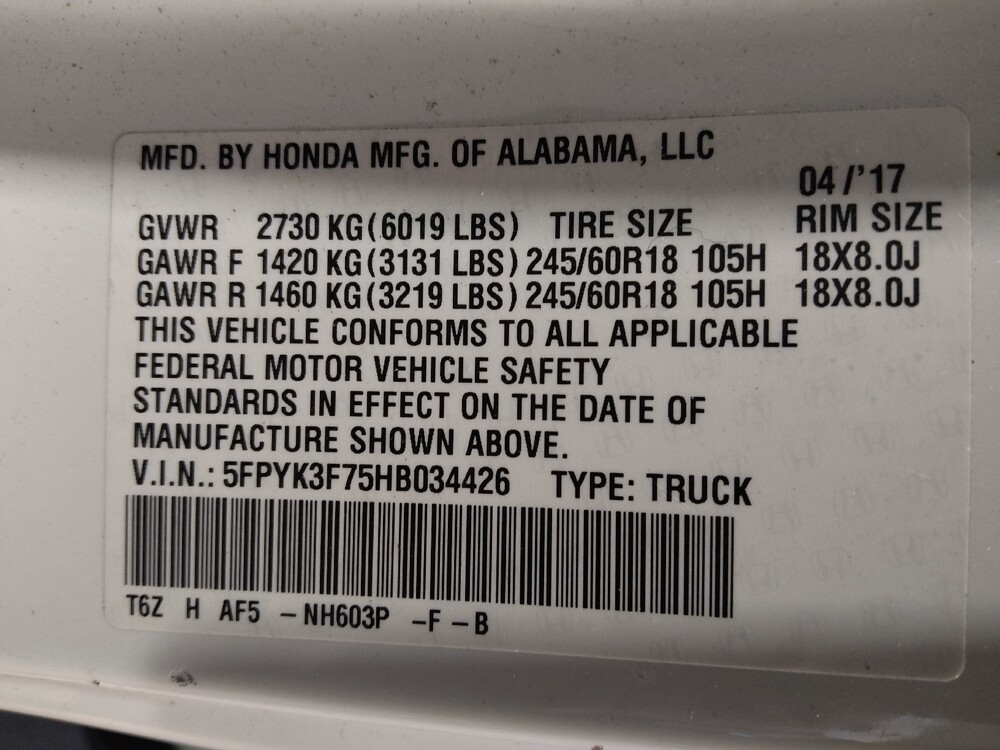 MFD. BY HONDA MFG. OF ALABAMA, LLC
04/'17
GVWR 2730 KG(6019 LBS) TIRE SIZE RIM SIZE
GAWR F 1420 KG(3131 LBS) 245/60R18 105H 18X8.0J
GAWR R 1460 KG(3219 LBS) 245/60R18 105H 18X8.0J
THIS VEHICLE CONFORMS TO ALL APPLICABLE
FEDERAL MOTOR VEHICLE SAFETY
STANDARDS IN EFFECT ON THE DATE OF
MANUFACTURE SHOWN ABOVE.
V.I.N.: 5FPYK3F75HB034426 TYPE: TRUCK
T6Z H AF5 -NH603P -F-B